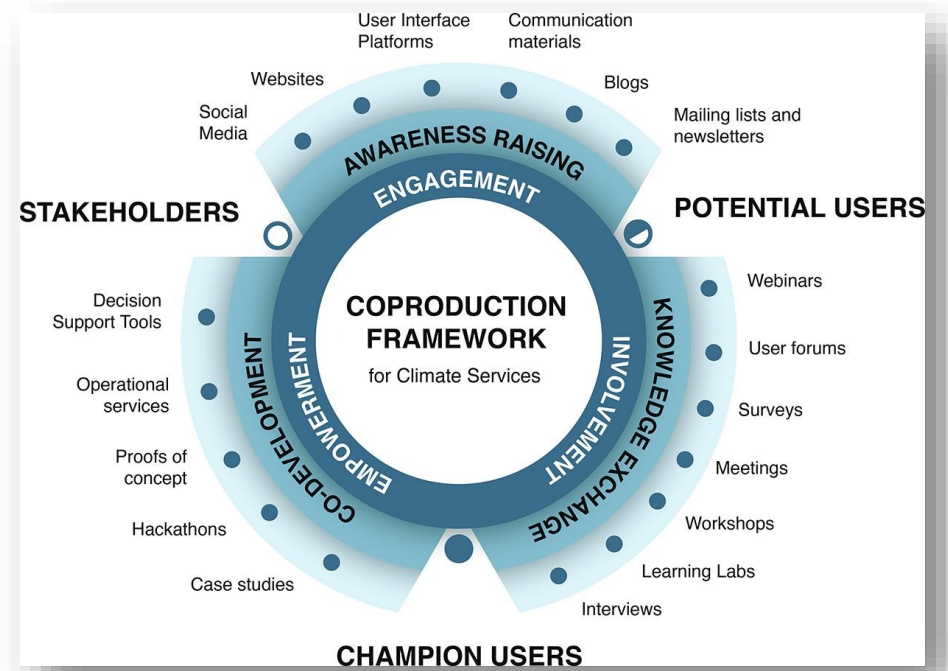 User Interface
Platforms
Communication
materials
Websites
Blogs
Social
Media
Mailing lists and
newsletters
AWARENESS RAISING
ENGAGEMENT
STAKEHOLDERS
POTENTIAL USERS
COPRODUCTION
FRAMEWORK
for Climate Services
INVOLVEMENT
KNOWLEDGE EXCHANGE
Webinars
User forums
Surveys
Meetings
Workshops
Learning Labs
Interviews
EMPOWERMENT
CO-DEVELOPMENT
Decision
Support Tools
Operational
services
Proofs of
concept
Hackathons
Case studies
CHAMPION USERS